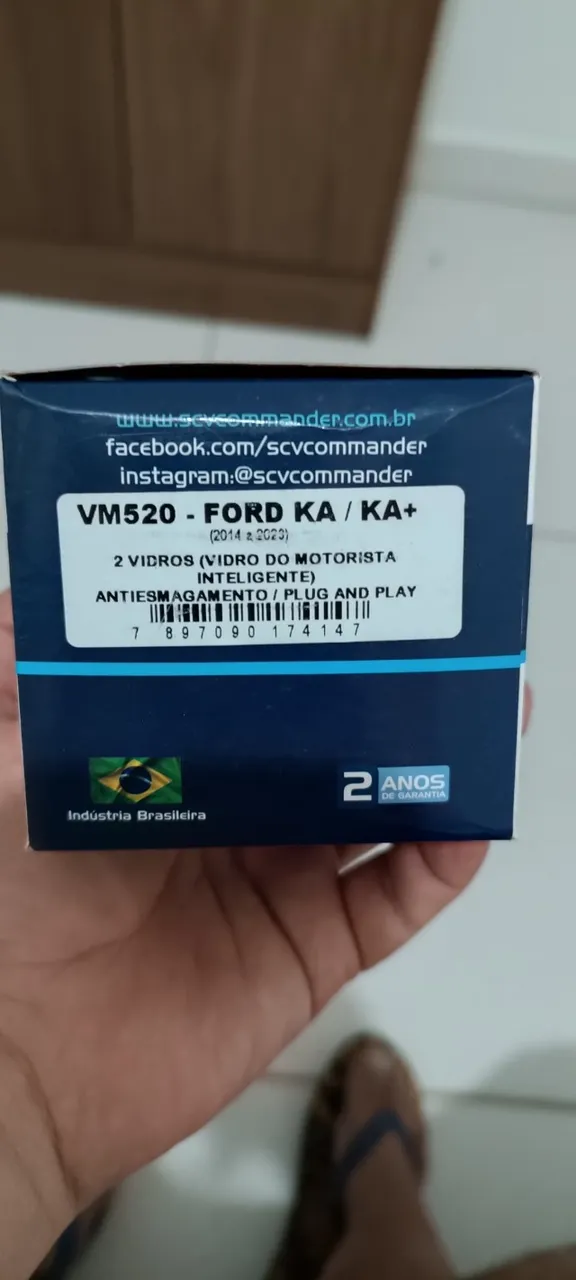 www.scvcommander.com.br
facebook.com/scvcommander
instagram:@scvcommander
VM520 - FORD KA / KA+
(2014 a 2023)
2 VIDROS (VIDRO DO MOTORISTA
INTELIGENTE)
ANTIESMAGAMENTO / PLUG AND PLAY
7 897090 174147
Indústria Brasileira
2 ANOS
DE GARANTIA